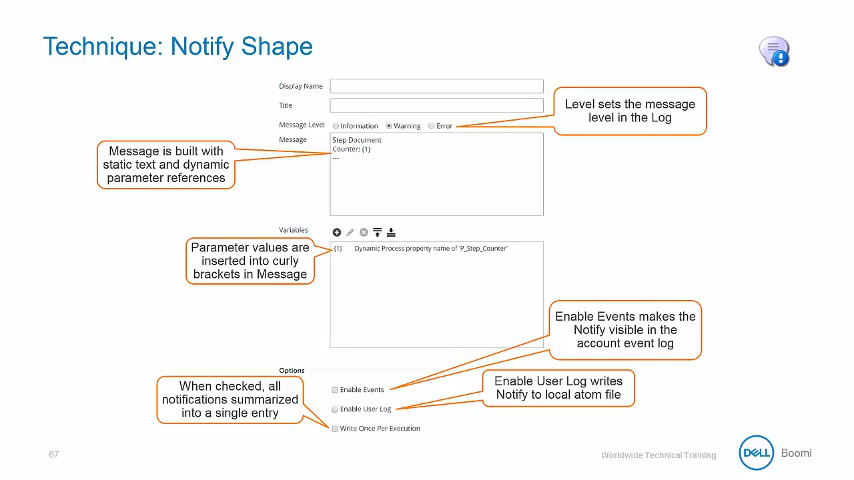 Technique: Notify Shape
Display Name
Title
Level sets the message
level in the Log
Message Level
Information
Warning
Error
Message
Step Document
Counter: {1}
---
Message is built with
static text and dynamic
parameter references
Variables
Parameter values are
inserted into curly
brackets in Message
{1} Dynamic Process property name of 'P_Step_Counter'
Enable Events makes the
Notify visible in the
account event log
Options
When checked, all
notifications summarized
into a single entry
Enable Events
Enable User Log writes
Notify to local atom file
Enable User Log
Write Once Per Execution
67
Worldwide Technical Training
DELL
Boomi